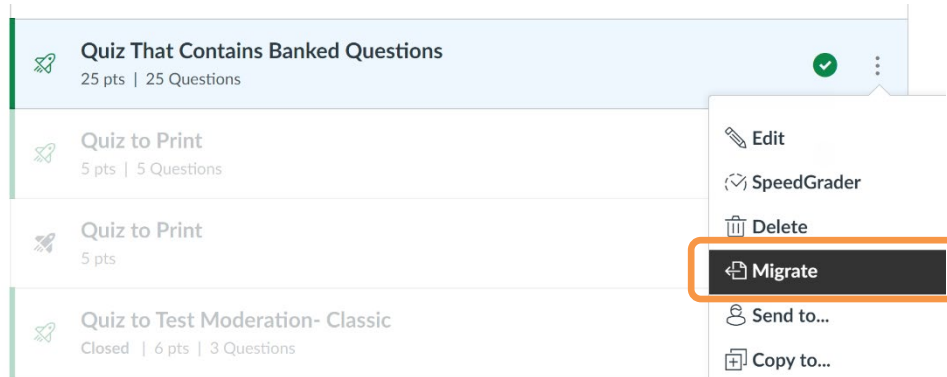 Quiz That Contains Banked Questions
25 pts | 25 Questions
Edit
Quiz to Print
5 pts | 5 Questions
SpeedGrader
Delete
Quiz to Print
5 pts
Migrate
Send to...
Quiz to Test Moderation- Classic
Closed | 6 pts | 3 Questions
Copy to...